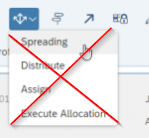 Spreading
Distribute
Assign
Execute Allocation